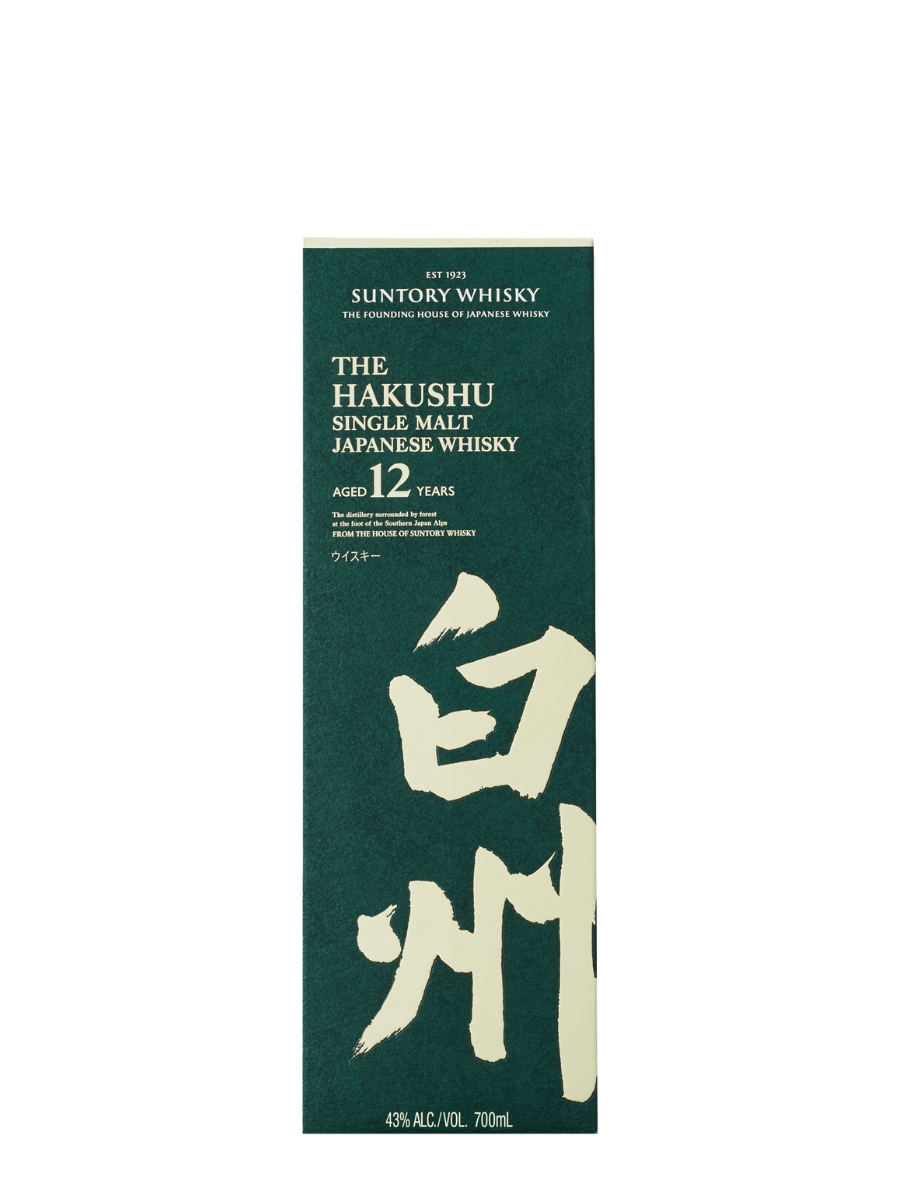 EST 1923
SUNTORY WHISKY
THE FOUNDING HOUSE OF JAPANESE WHISKY
THE
HAKUSHU
SINGLE MALT
JAPANESE WHISKY
AGED 12 YEARS
The distillery surrounded by forest
at the foot of the Southern Japan Alps
FROM THE HOUSE OF SUNTORY WHISKY
ウイスキー
白
州
43% ALC./VOL. 700mL